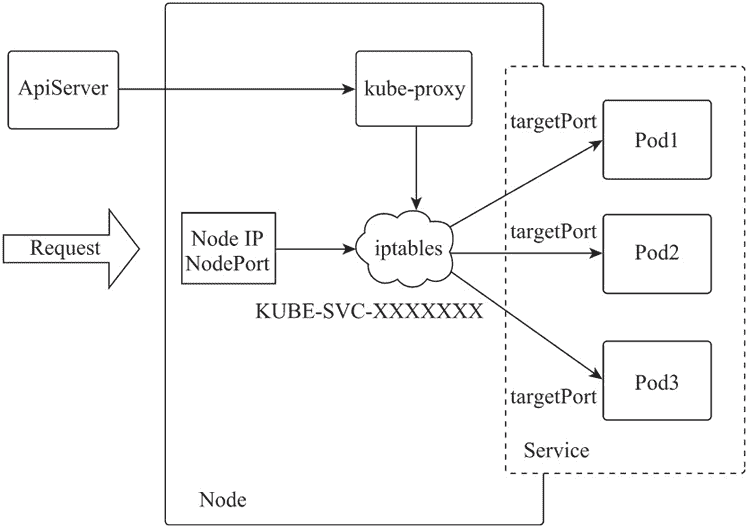 ApiServer
kube-proxy
targetPort
Pod1
Request
Node IP
NodePort
iptables
targetPort
Pod2
KUBE-SVC-XXXXXXX
targetPort
Pod3
Service
Node